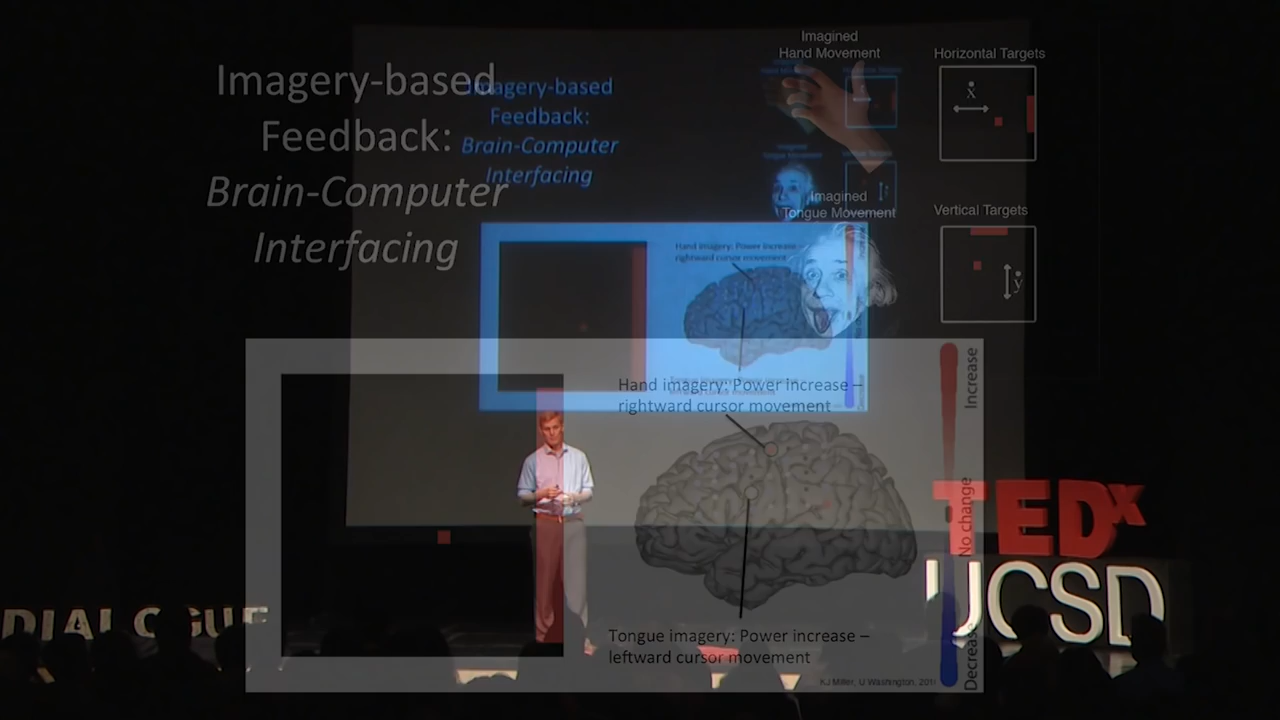 Imagery-based
Feedback:
Brain-Computer
Interfacing
Imagery-based
Feedback:
Brain-Computer
Interfacing
Imagined
Hand Movement
Horizontal Targets
ẋ
Imagined
Tongue Movement
Vertical Targets
ẏ
Hand imagery: Power increase –
rightward cursor movement
Hand imagery: Power increase –
rightward cursor movement
Increase
No change
Decrease
Tongue imagery: Power increase –
leftward cursor movement
KJ Miller, U. Washington,
DIALOGUE
TEDx
UCSD